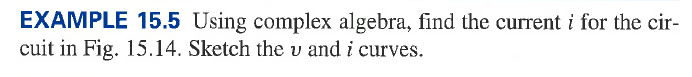 EXAMPLE 15.5 Using complex algebra, find the current i for the cir-
cuit in Fig. 15.14. Sketch the v and i curves.